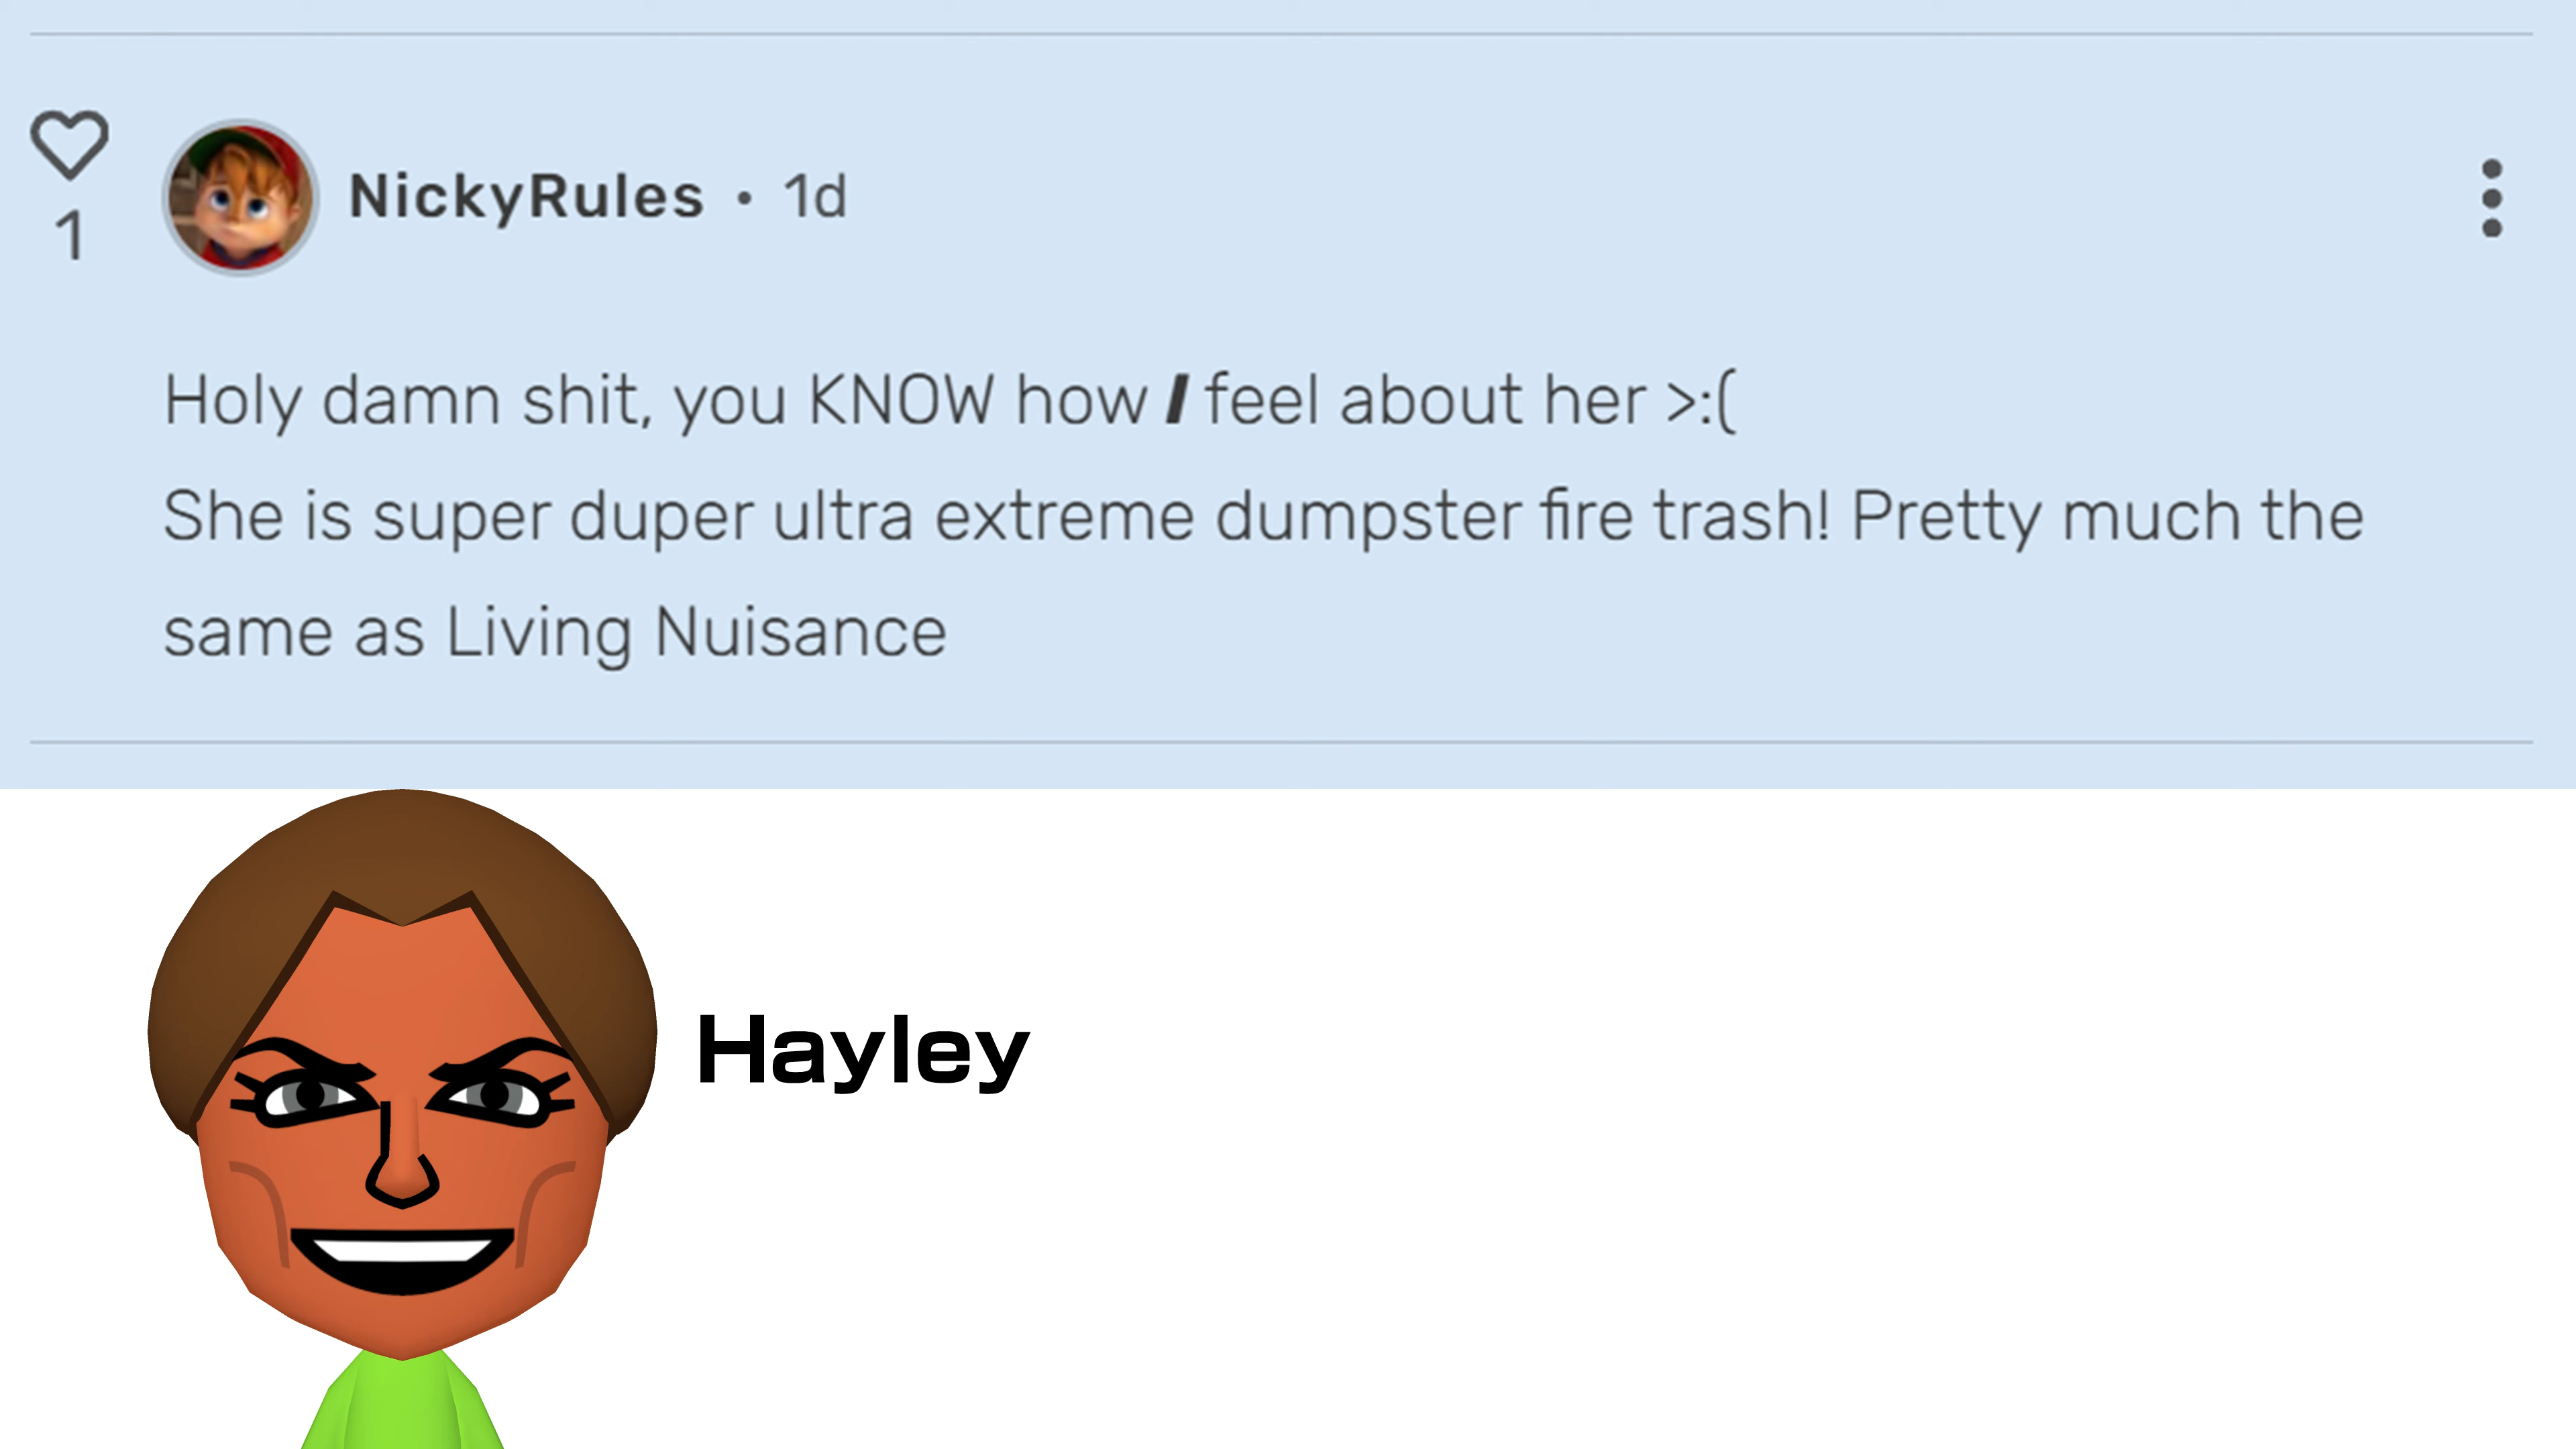 NickyRules • 1d
1
Holy damn shit, you KNOW how I feel about her >:(
She is super duper ultra extreme dumpster fire trash! Pretty much the
same as Living Nuisance
Hayley